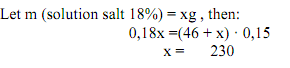 Let m (solution salt 18%) = xg , then:
0,18x =(46 + x) · 0,15
x = 230